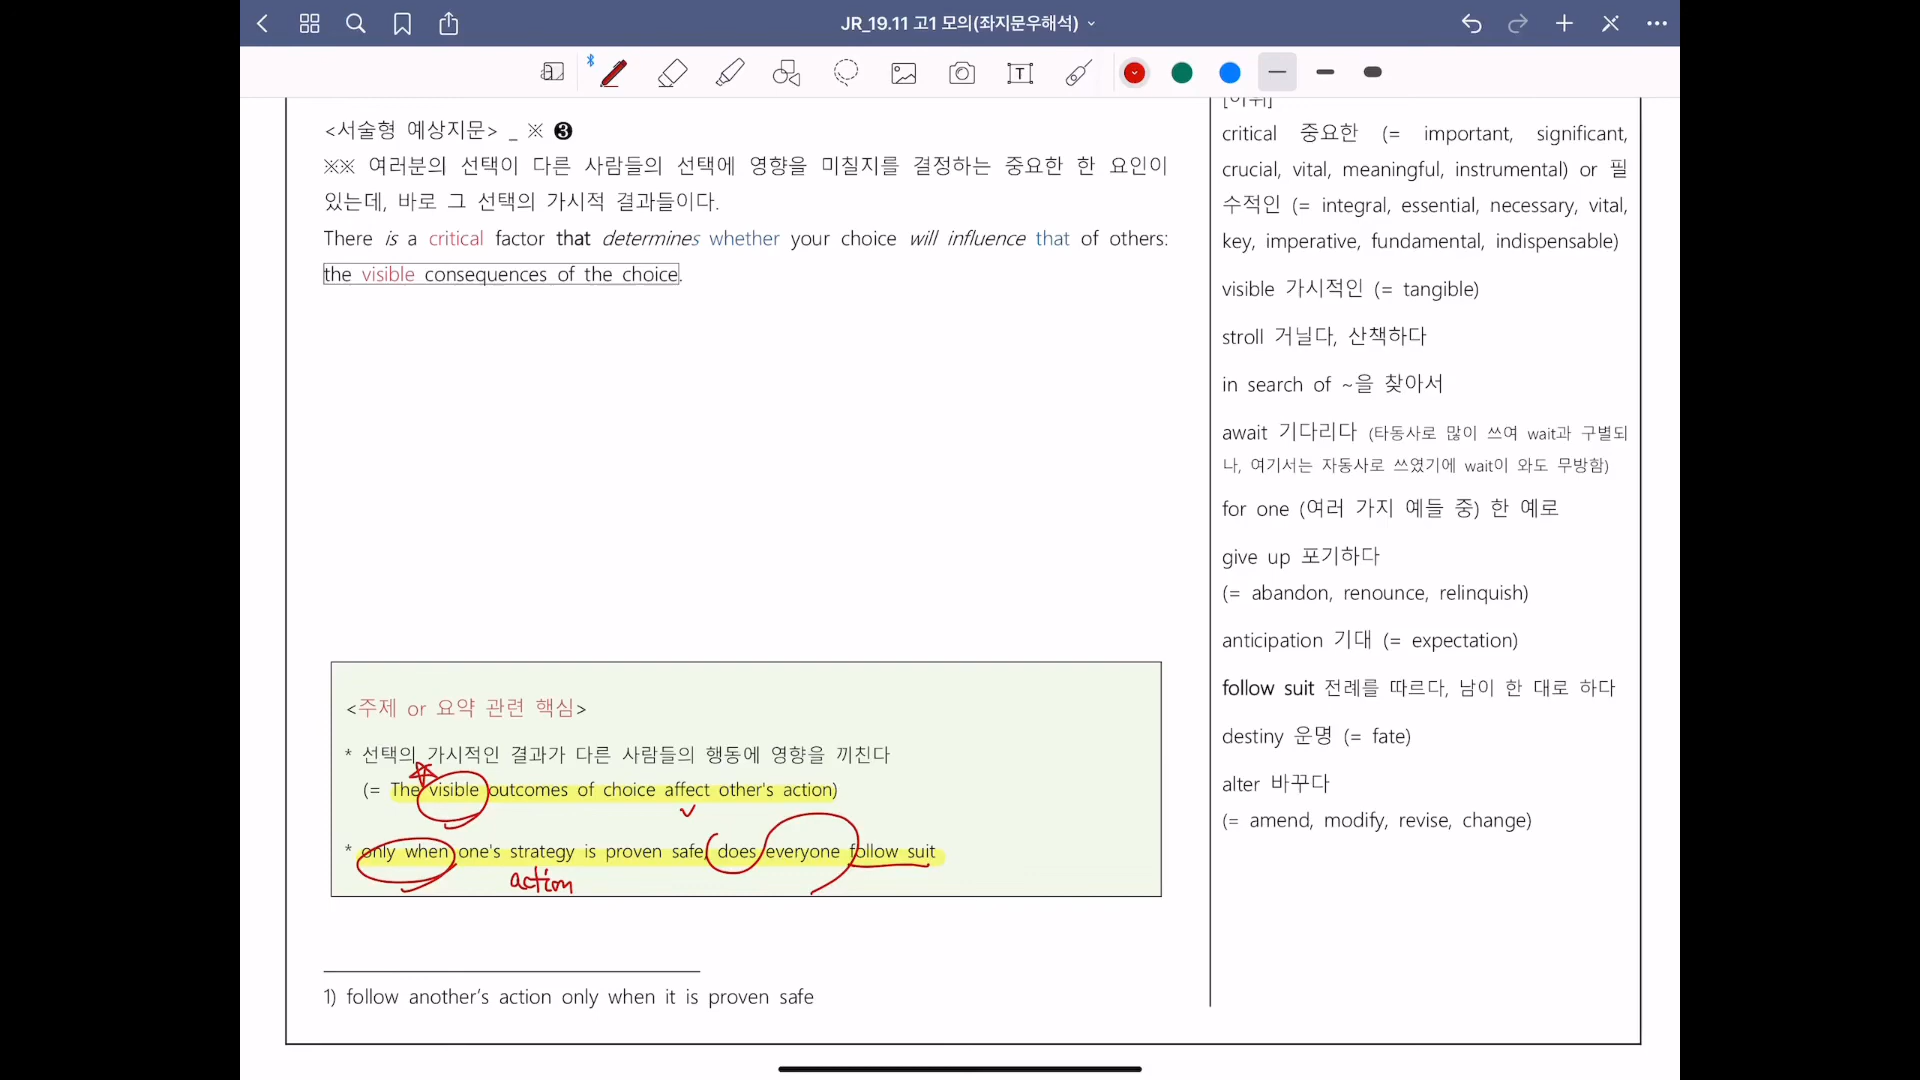 JR_19.11 고1 모의(좌지문우해석)
<서술형 예상지문> _ ※ ❸
※※ 여러분의 선택이 다른 사람들의 선택에 영향을 미칠지를 결정하는 중요한 한 요인이
있는데, 바로 그 선택의 가시적 결과들이다.
There is a critical factor that determines whether your choice will influence that of others:
the visible consequences of the choice.
<주제 or 요약 관련 핵심>
* 선택의 가시적인 결과가 다른 사람들의 행동에 영향을 끼친다
(= The visible outcomes of choice affect other's action)
* only when one's strategy is proven safe, does everyone follow suit
action
1) follow another's action only when it is proven safe
[어휘]
critical 중요한 (= important, significant,
crucial, vital, meaningful, instrumental) or 필
수적인 (= integral, essential, necessary, vital,
key, imperative, fundamental, indispensable)
visible 가시적인 (= tangible)
stroll 거닐다, 산책하다
in search of ~을 찾아서
await 기다리다 (타동사로 많이 쓰여 wait과 구별되
나, 여기서는 자동사로 쓰였기에 wait이 와도 무방함)
for one (여러 가지 예들 중) 한 예로
give up 포기하다
(= abandon, renounce, relinquish)
anticipation 기대 (= expectation)
follow suit 전례를 따르다, 남이 한 대로 하다
destiny 운명 (= fate)
alter 바꾸다
(= amend, modify, revise, change)